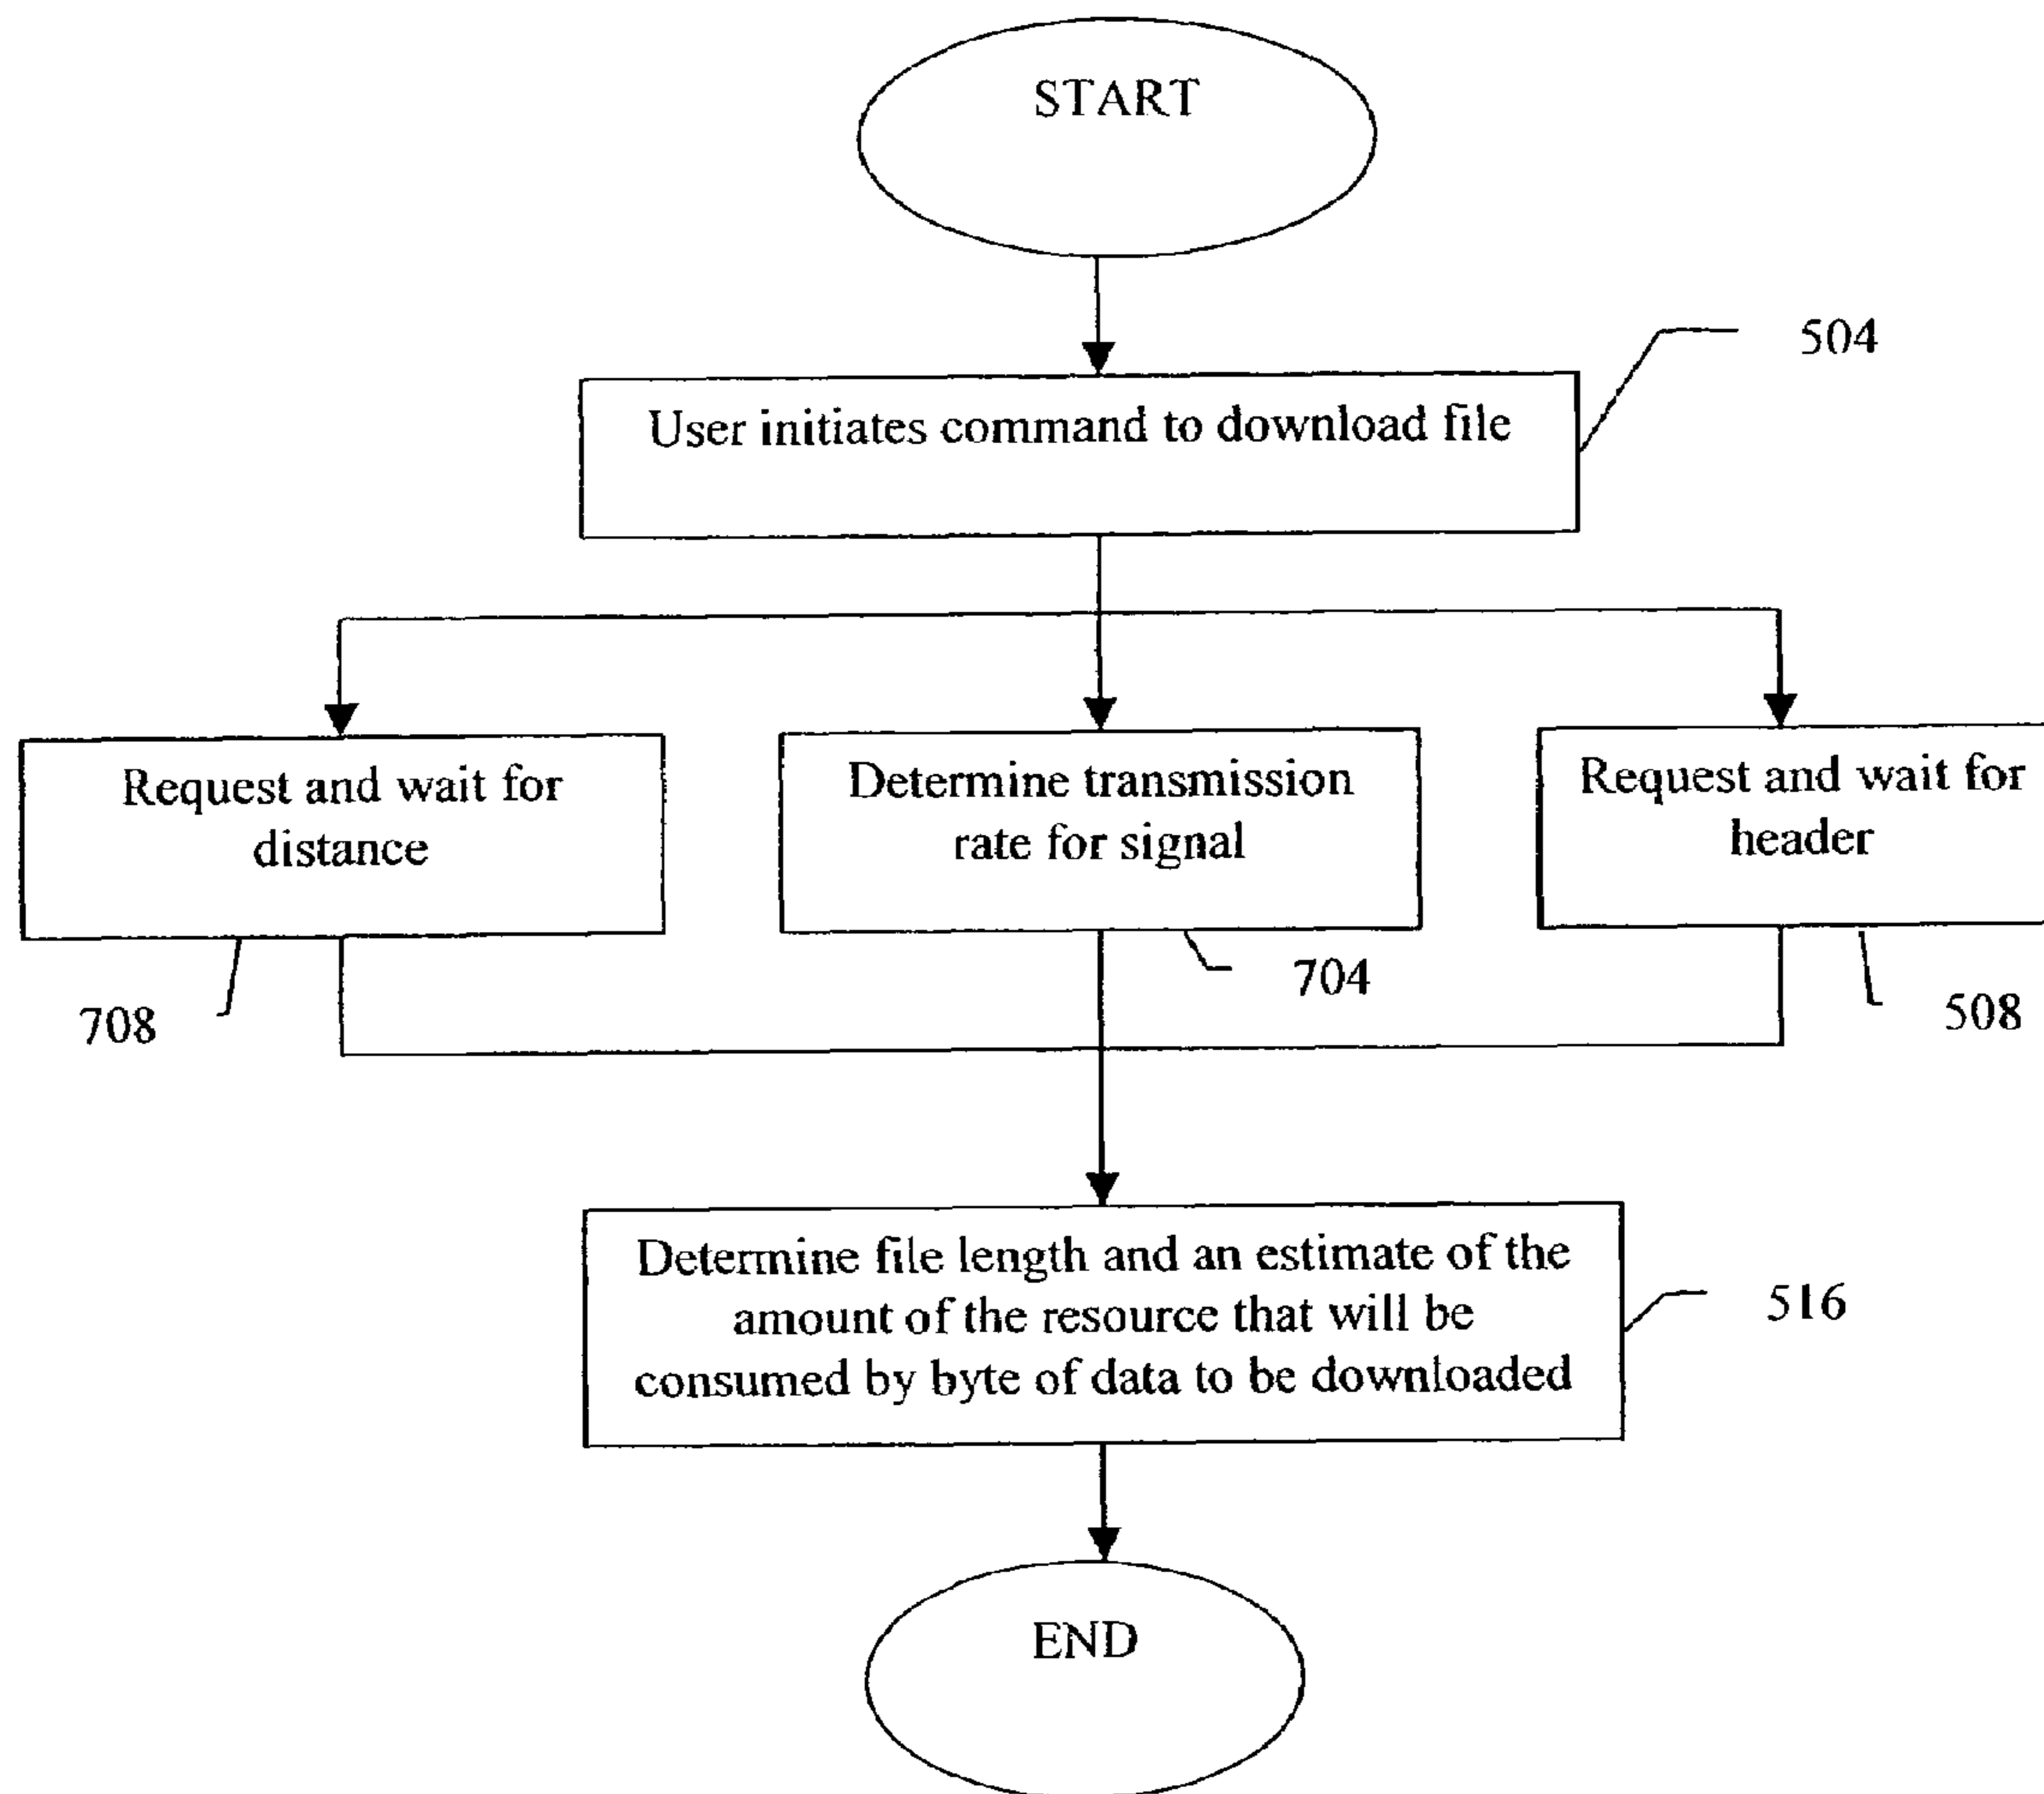 START
504
User initiates command to download file
Request and wait for
distance
Determine transmission
rate for signal
Request and wait for
header
708
704
508
Determine file length and an estimate of the
amount of the resource that will be
consumed by byte of data to be downloaded
516
END